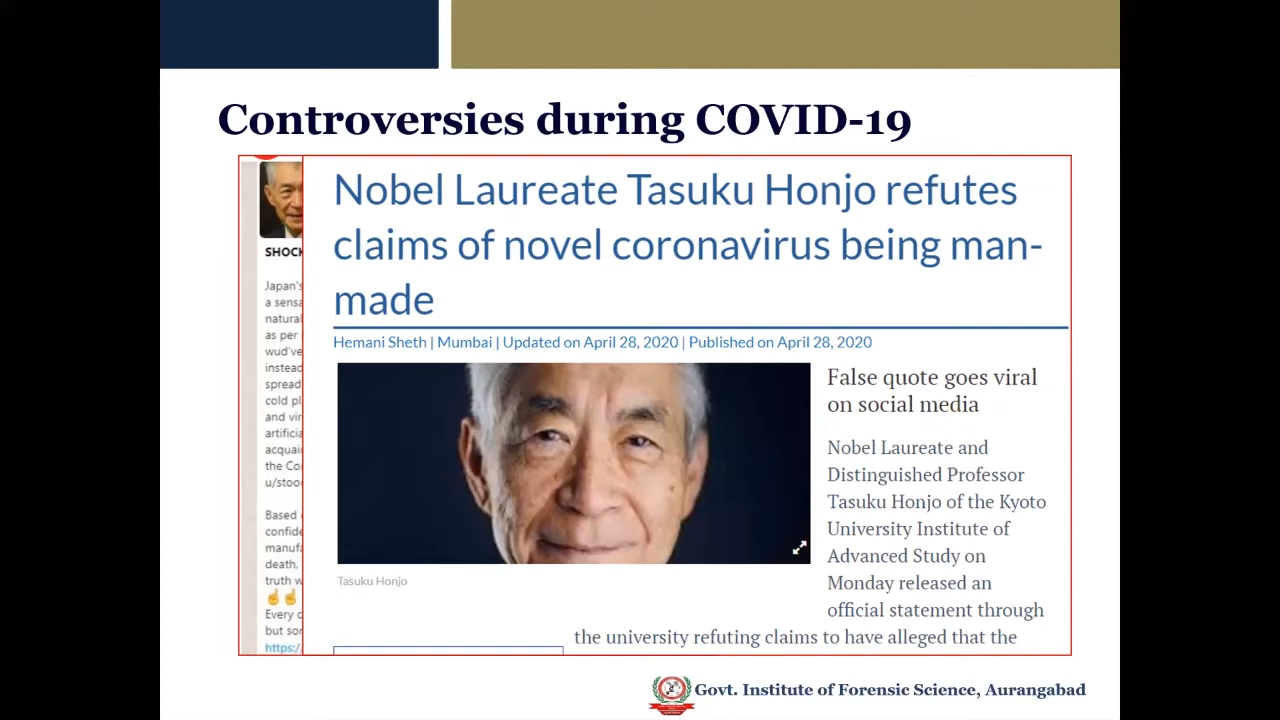 Controversies during COVID-19
SHOCK
Japan's
a sensa
natural
as per
wud've
instead
spread
cold pl
and vir
artificia
acquai
the Co
u/stoo
Based
confide
manufa
death,
truth w
Every
but sor
https:/
Nobel Laureate Tasuku Honjo refutes
claims of novel coronavirus being man-
made
Hemani Sheth | Mumbai | Updated on April 28, 2020 | Published on April 28, 2020
Tasuku Honjo
False quote goes viral
on social media
Nobel Laureate and
Distinguished Professor
Tasuku Honjo of the Kyoto
University Institute of
Advanced Study on
Monday released an
official statement through
the university refuting claims to have alleged that the
Govt. Institute of Forensic Science, Aurangabad